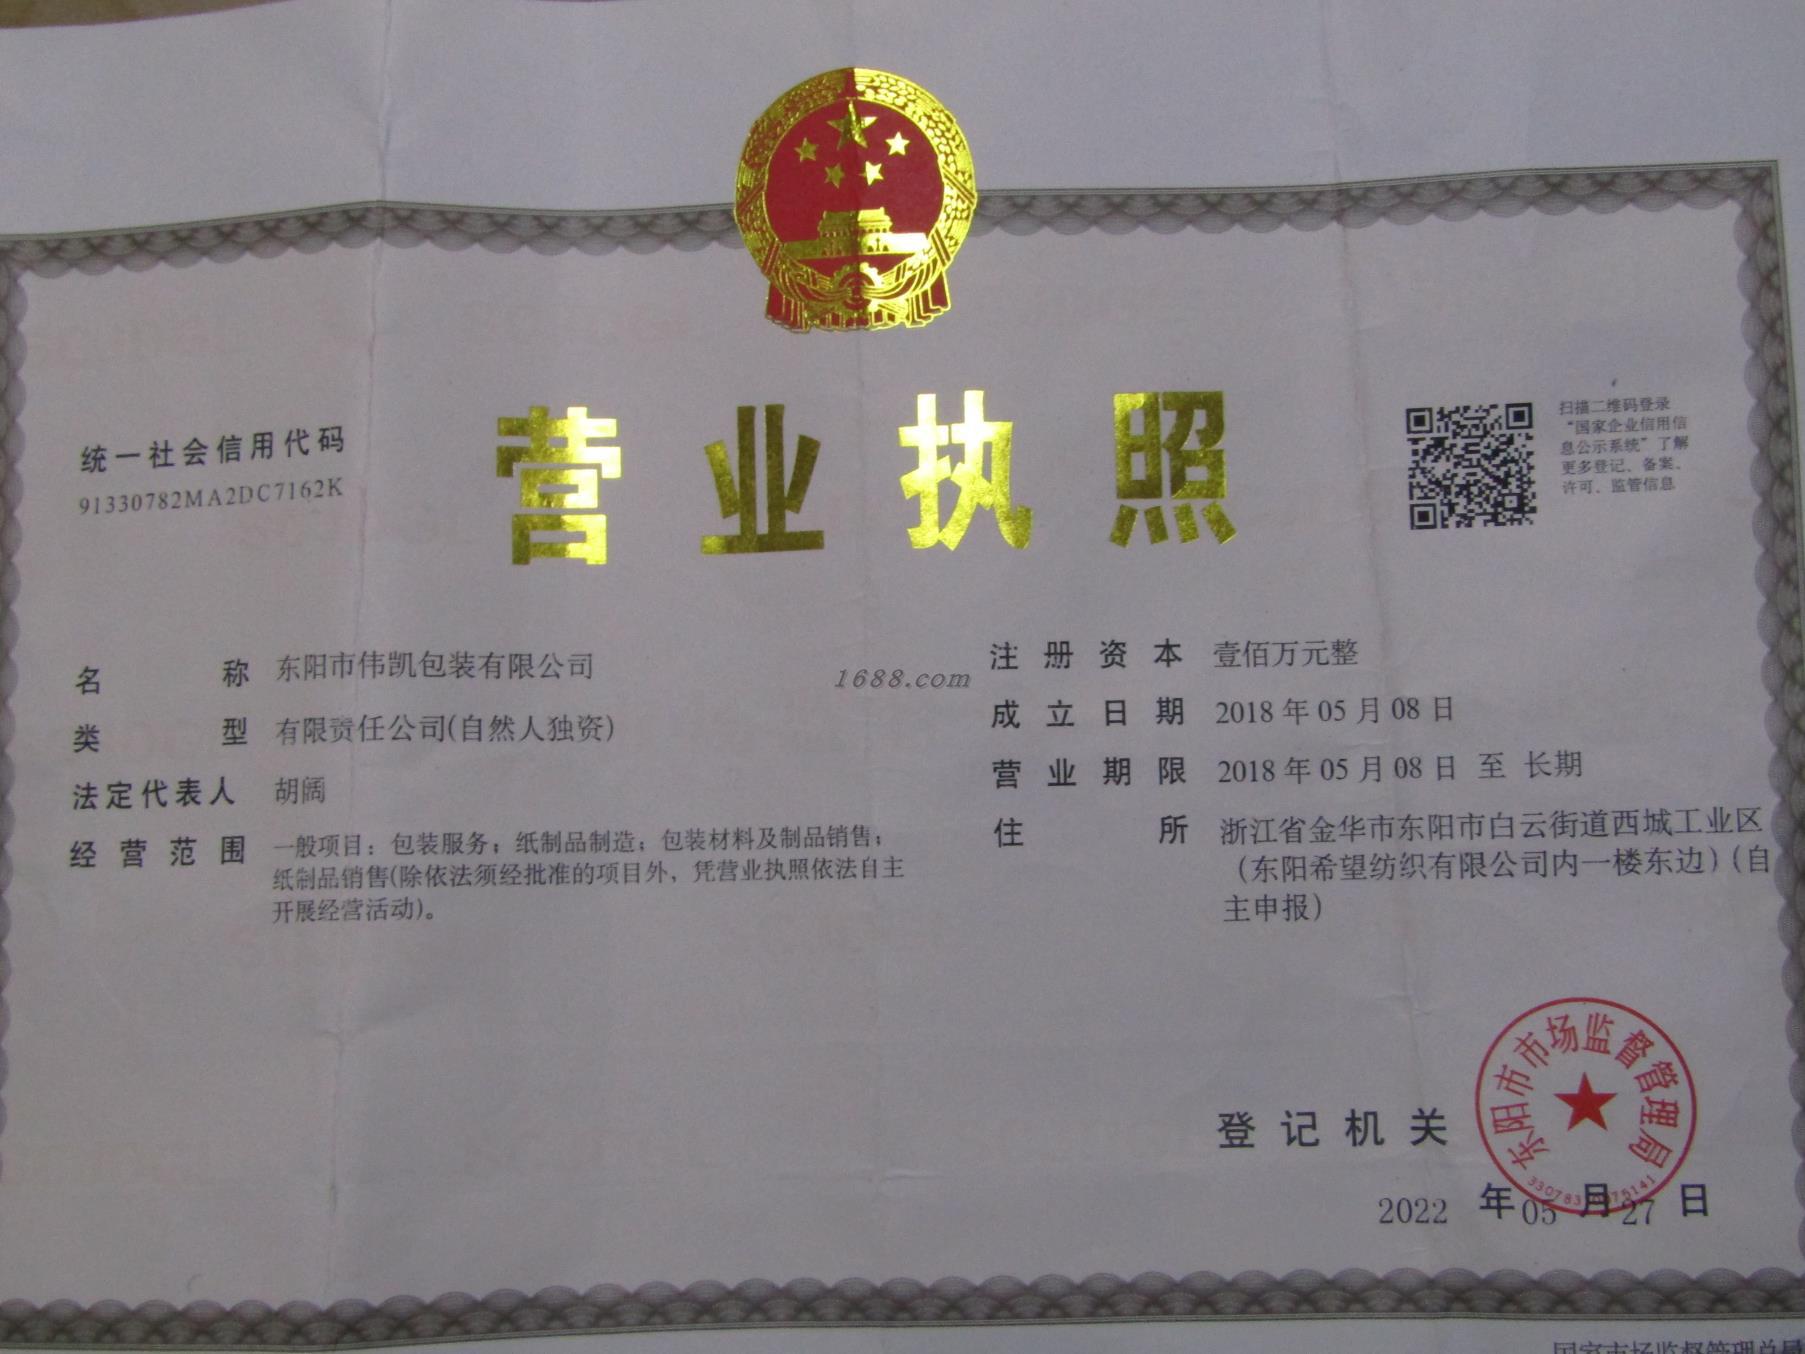 营业执照
统一社会信用代码
91330782MA2DC7162K
扫描二维码登录
“国家企业信用信
息公示系统”了解
更多登记、备案、
许可、监管信息
名称 东阳市伟凯包装有限公司
类型 有限责任公司(自然人独资)
法定代表人 胡阔
经营范围 一般项目：包装服务；纸制品制造；包装材料及制品销售；
纸制品销售(除依法须经批准的项目外，凭营业执照依法自主
开展经营活动)。
1688.com
注册资本 壹佰万元整
成立日期 2018年05月08日
营业期限 2018年05月08日 至 长期
住所 浙江省金华市东阳市白云街道西城工业区
（东阳希望纺织有限公司内一楼东边）(自
主申报）
登记机关
东阳市市场监督管理局
2022 年 05 月 27 日
国家市场监督管理总局